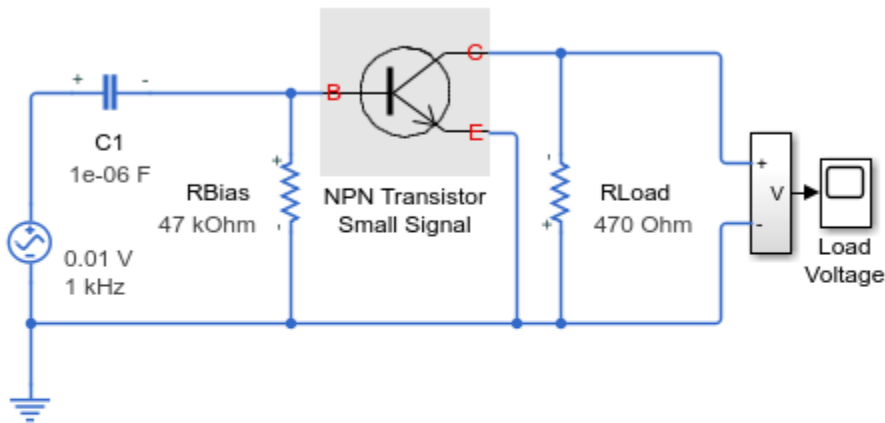 C
B
E
+ -
C1
1e-06 F
+
RBias
47 kOhm
-
NPN Transistor
Small Signal
-
RLoad
470 Ohm
+
+
V
-
Load
Voltage
+
-
0.01 V
1 kHz